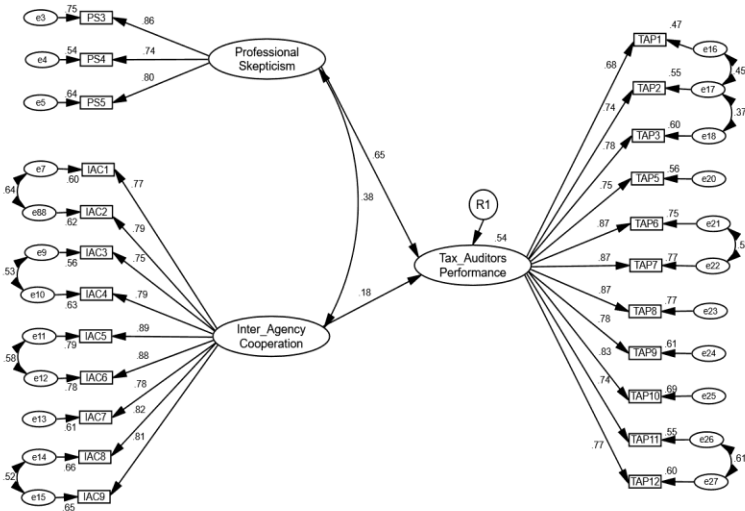 .75
e3
PS3
.86
.54
e4
PS4
.74
.64
e5
PS5
.80
Professional
Skepticism
.65
.38
e7
.60
IAC1
.77
.64
e88
.62
IAC2
.79
e9
.56
IAC3
.75
.53
e10
.63
IAC4
.79
e11
.79
IAC5
.89
.58
e12
.78
IAC6
.88
e13
.61
IAC7
.78
e14
.66
IAC8
.82
.52
e15
.65
IAC9
.81
Inter_Agency
Cooperation
.18
R1
.54
Tax_Auditors
Performance
.47
TAP1
e16
.68
.45
.55
TAP2
e17
.74
.37
.60
TAP3
e18
.78
.56
TAP5
e20
.75
.75
TAP6
e21
.87
.77
TAP7
e22
.87
.77
TAP8
e23
.87
.61
TAP9
e24
.78
.69
TAP10
e25
.83
.55
TAP11
e26
.74
.61
.60
TAP12
e27
.77